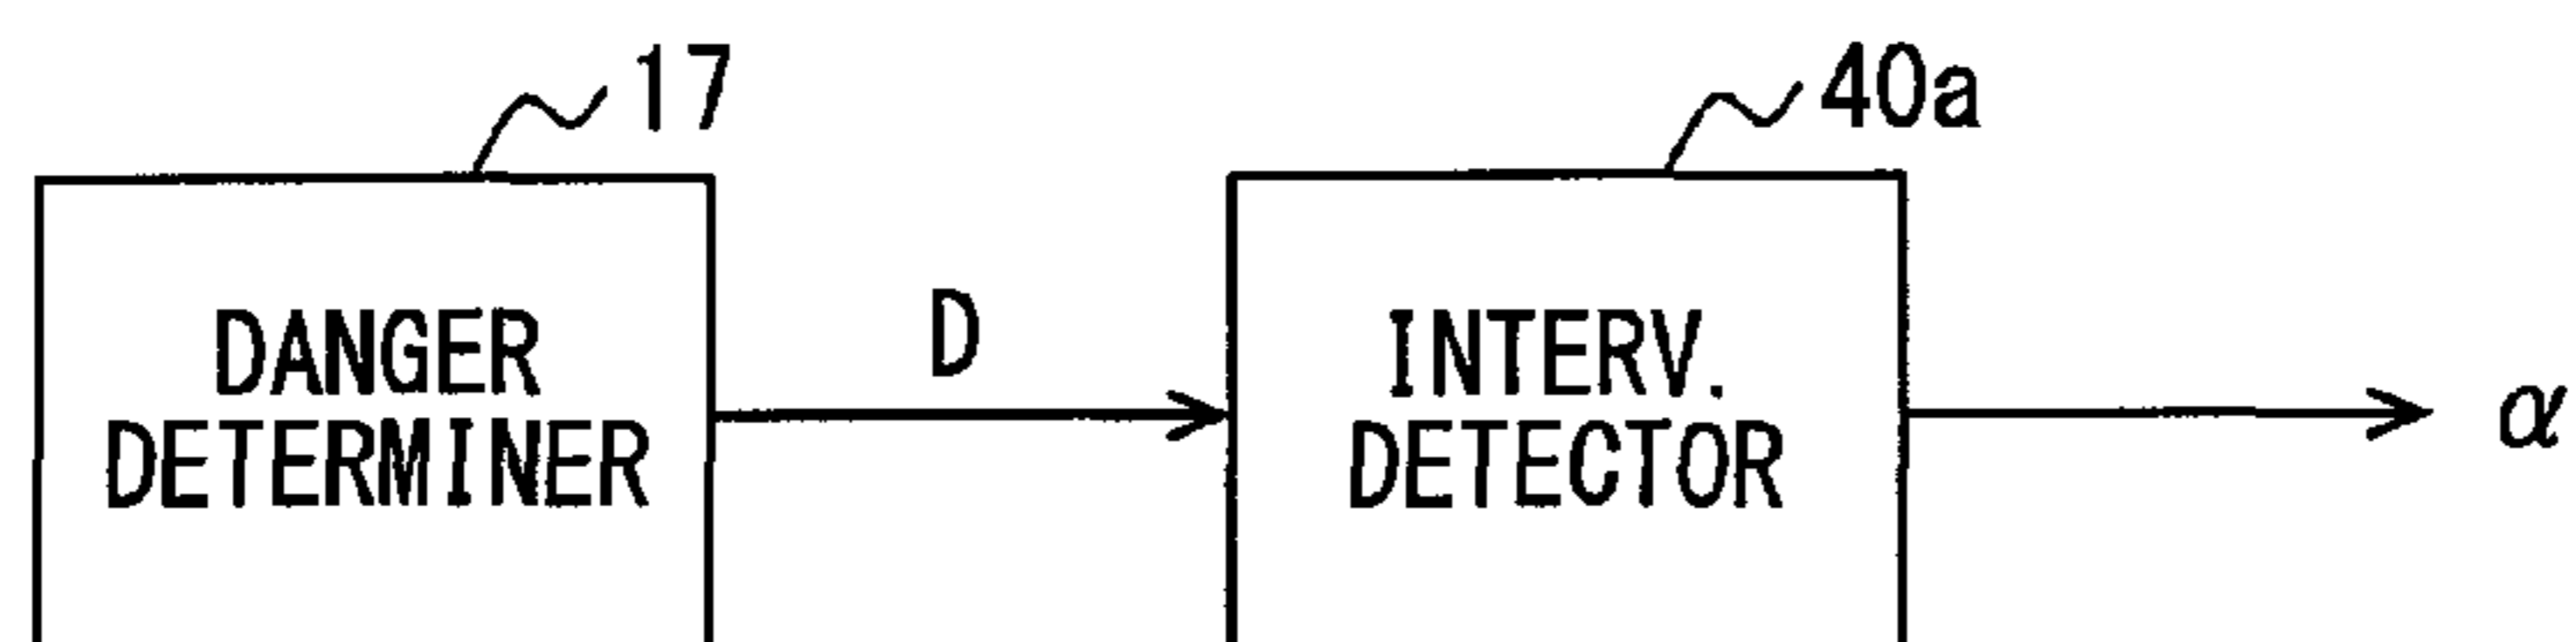 17
40a
DANGER
DETERMINER
D
INTERV.
DETECTOR
α